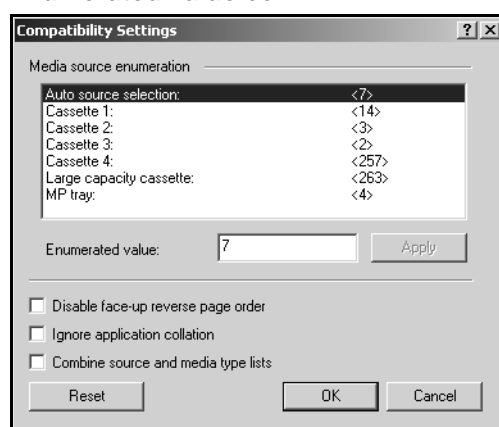 Compatibility Settings
Media source enumeration
Auto source selection: <7>
Cassette 1: <14>
Cassette 2: <3>
Cassette 3: <2>
Cassette 4: <257>
Large capacity cassette: <263>
MP tray: <4>
Enumerated value: 7 Apply
Disable face-up reverse page order
Ignore application collation
Combine source and media type lists
Reset OK Cancel